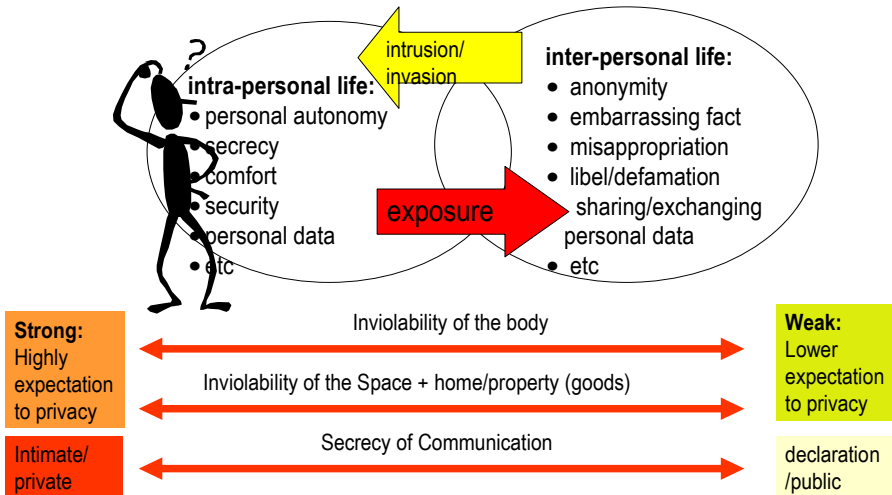 ?
intrusion/
invasion
intra-personal life:
• personal autonomy
• secrecy
• comfort
• security
• personal data
• etc
exposure
inter-personal life:
• anonymity
• embarrassing fact
• misappropriation
• libel/defamation
sharing/exchanging
personal data
• etc
Strong:
Highly
expectation
to privacy
Inviolability of the body
Inviolability of the Space + home/property (goods)
Weak:
Lower
expectation
to privacy
Intimate/
private
Secrecy of Communication
declaration
/public